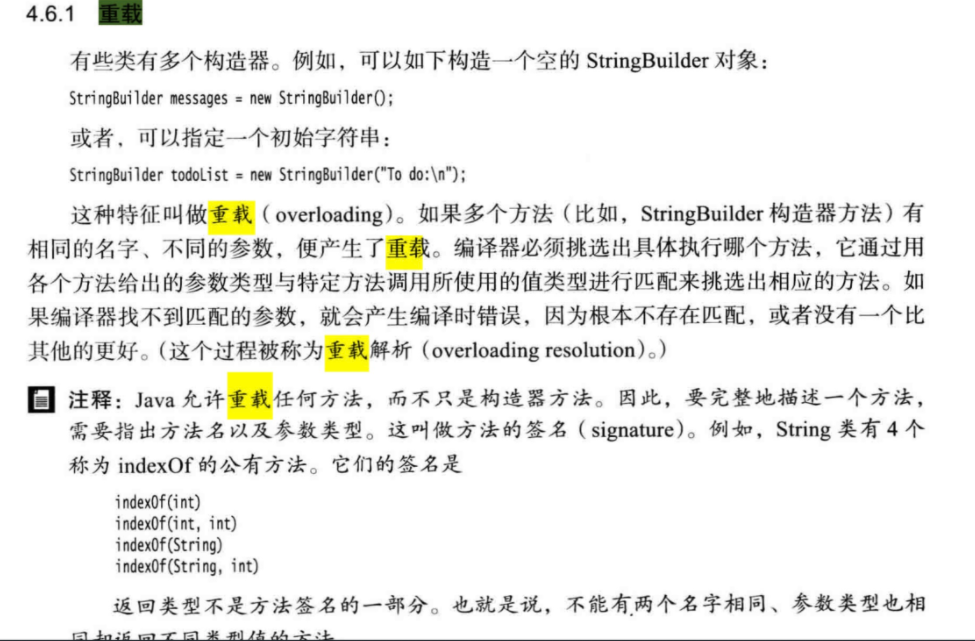 4.6.1 重载
有些类有多个构造器。例如，可以如下构造一个空的 StringBuilder 对象：
StringBuilder messages = new StringBuilder();
或者，可以指定一个初始字符串：
StringBuilder todoList = new StringBuilder("To do:\n");
这种特征叫做重载（overloading）。如果多个方法（比如，StringBuilder 构造器方法）有
相同的名字、不同的参数，便产生了重载。编译器必须挑选出具体执行哪个方法，它通过用
各个方法给出的参数类型与特定方法调用所使用的值类型进行匹配来挑选出相应的方法。如
果编译器找不到匹配的参数，就会产生编译时错误，因为根本不存在匹配，或者没有一个比
其他的更好。（这个过程被称为重载解析（overloading resolution）。）
注释：Java 允许重载任何方法，而不只是构造器方法。因此，要完整地描述一个方法，
需要指出方法名以及参数类型。这叫做方法的签名（signature）。例如，String 类有 4 个
称为 indexOf 的公有方法。它们的签名是
indexOf(int)
indexOf(int, int)
indexOf(String)
indexOf(String, int)
返回类型不是方法签名的一部分。也就是说，不能有两个名字相同、参数类型也相
同却返回不同类型值的方法